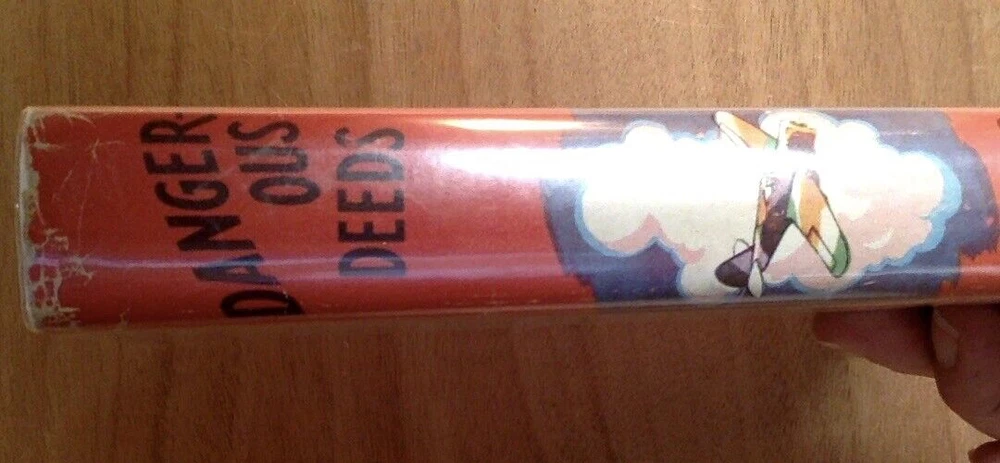 DANGER-
OUS
DEEDS